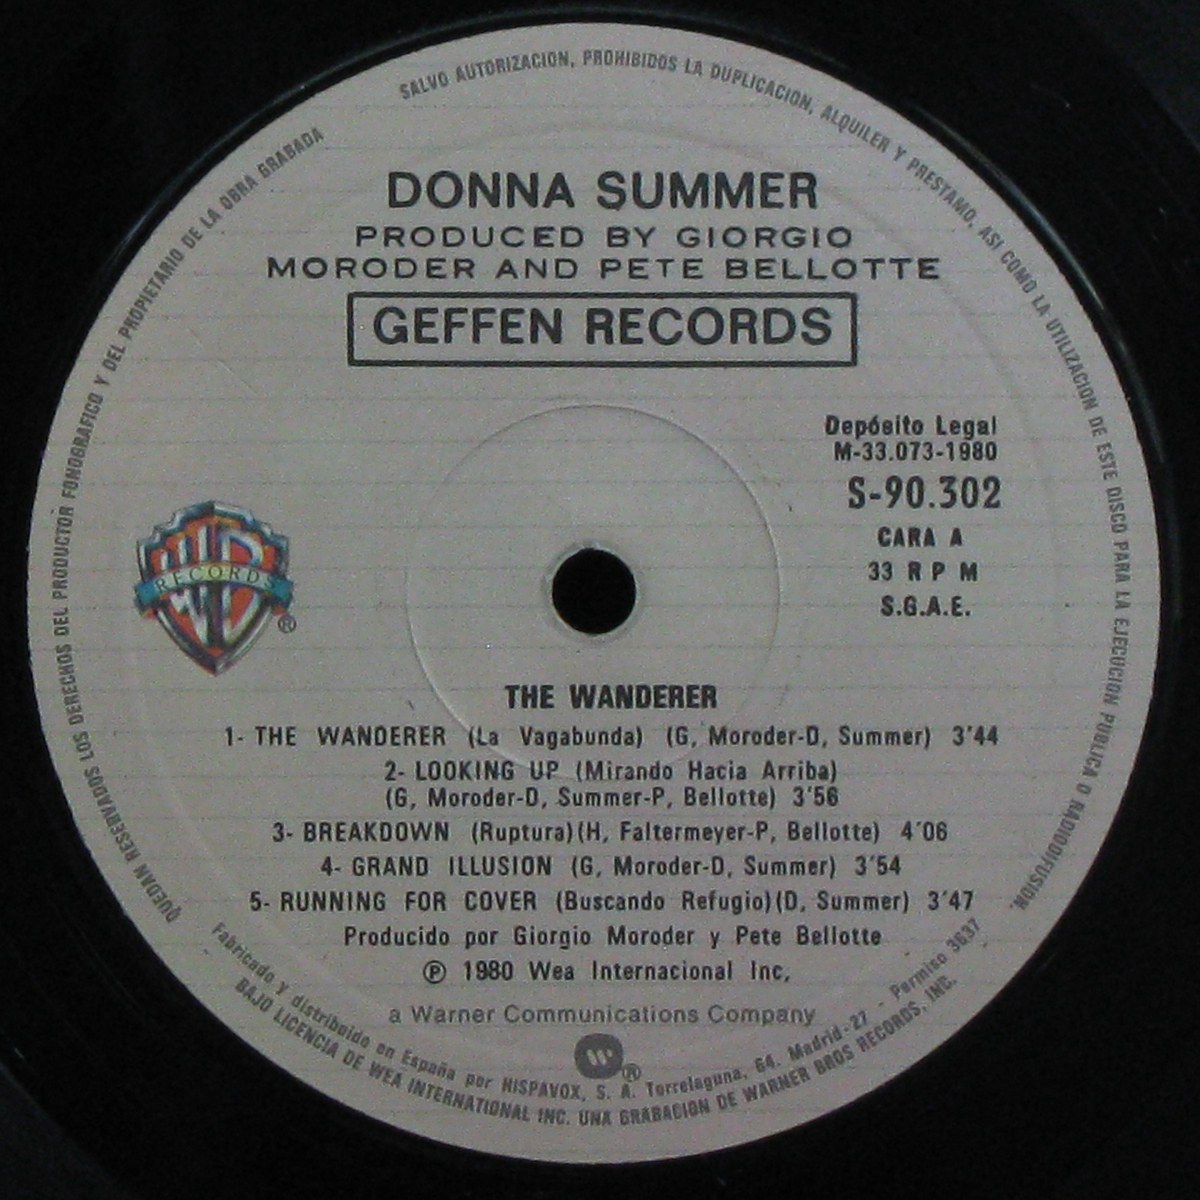 SALVO AUTORIZACION, PROHIBIDOS LA DUPLICACION, ALQUILER Y PRESTAMO, ASI COMO LA UTILIZACION DE ESTE DISCO PARA LA EJECUCION PUBLICA O RADIODIFUSION.
QUEDAN RESERVADOS LOS DERECHOS DEL PRODUCTOR FONOGRAFICO Y DEL PROPIETARIO DE LA OBRA GRABADA
DONNA SUMMER
PRODUCED BY GIORGIO
MORODER AND PETE BELLOTTE
GEFFEN RECORDS
Depósito Legal
M-33.073-1980
S-90.302
CARA A
33 R P M
S.G.A.E.
RECORDS
®
THE WANDERER
1- THE WANDERER (La Vagabunda) (G, Moroder-D, Summer) 3'44
2- LOOKING UP (Mirando Hacia Arriba)
(G, Moroder-D, Summer-P, Bellotte) 3'56
3- BREAKDOWN (Ruptura)(H, Faltermeyer-P, Bellotte) 4'06
4- GRAND ILLUSION (G, Moroder-D, Summer) 3'54
5- RUNNING FOR COVER (Buscando Refugio)(D, Summer) 3'47
Producido por Giorgio Moroder y Pete Bellotte
℗ 1980 Wea Internacional Inc,
a Warner Communications Company
®
Fabricado y distribuido en España por HISPAVOX, S. A. Torrelaguna, 64. Madrid-27 - Permiso 3637
BAJO LICENCIA DE WEA INTERNATIONAL INC. UNA GRABACION DE WARNER BROS RECORDS, INC.